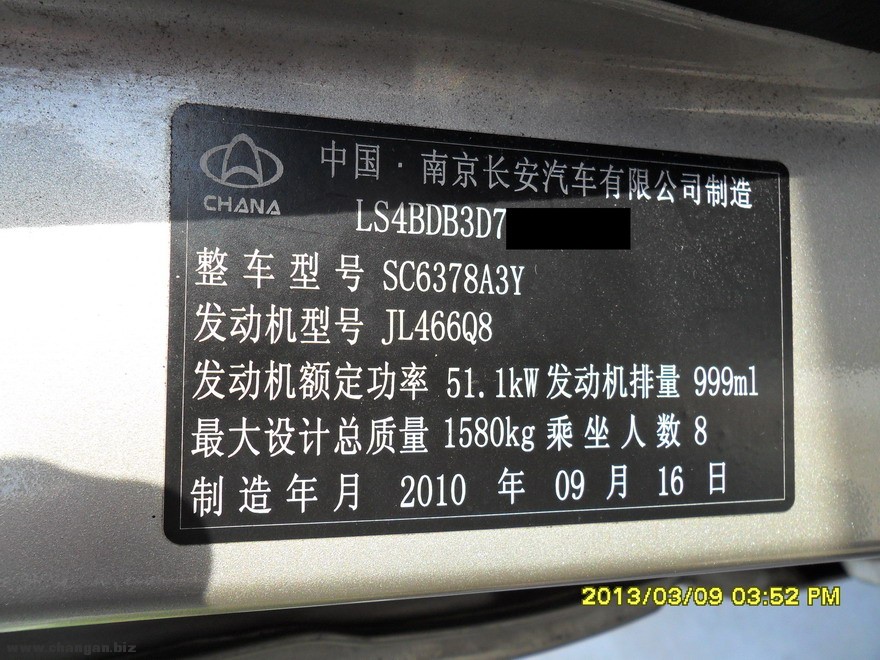 中国·南京长安汽车有限公司制造
CHANA
LS4BDB3D7
整车型号 SC6378A3Y
发动机型号 JL466Q8
发动机额定功率 51.1kW 发动机排量 999ml
最大设计总质量 1580kg 乘坐人数 8
制造年月 2010 年 09 月 16 日
2013/03/09 03:52 PM
www.changan.biz